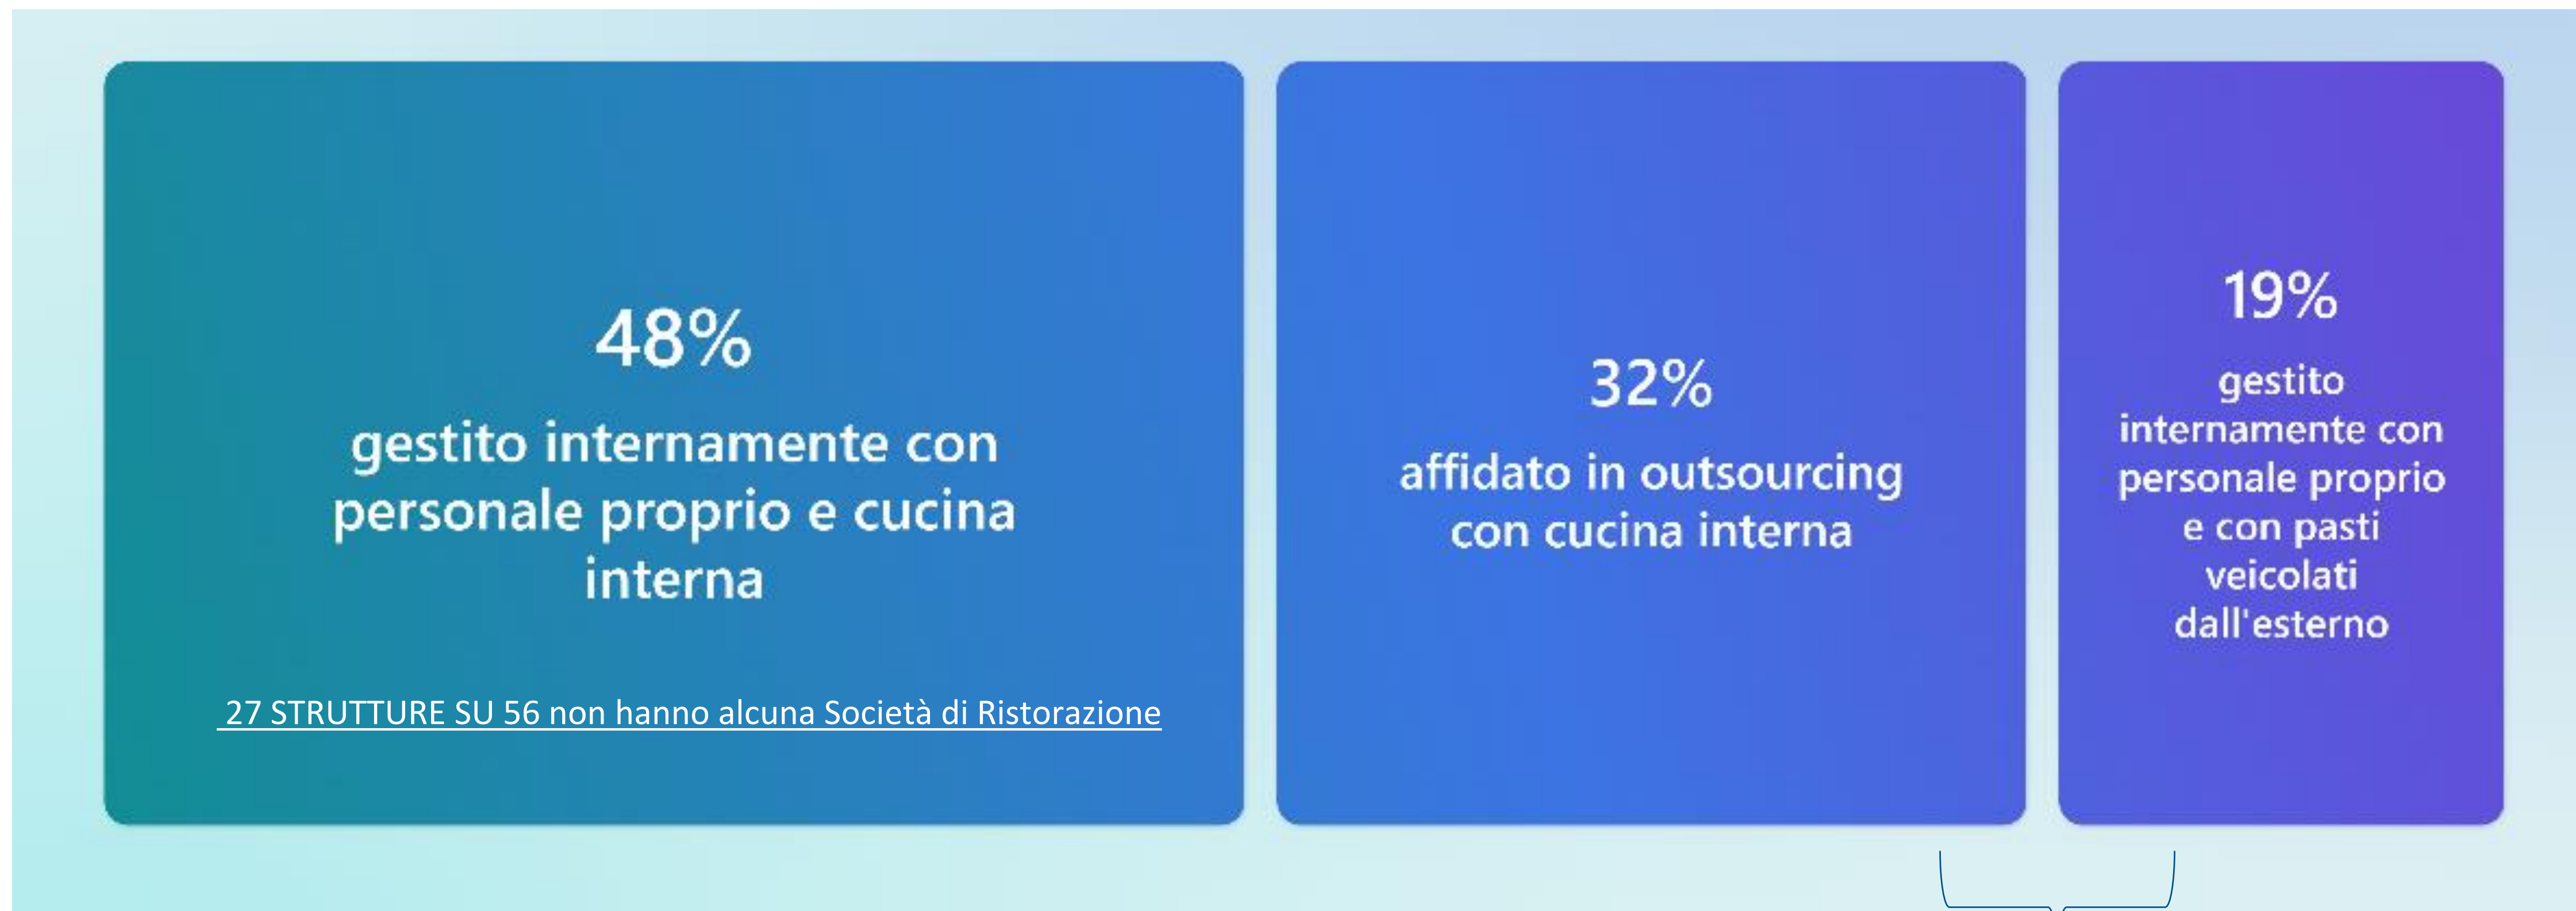 48%
gestito internamente con
personale proprio e cucina
interna
27 STRUTTURE SU 56 non hanno alcuna Società di Ristorazione
32%
affidato in outsourcing
con cucina interna
19%
gestito
internamente con
personale proprio
e con pasti
veicolati
dall'esterno